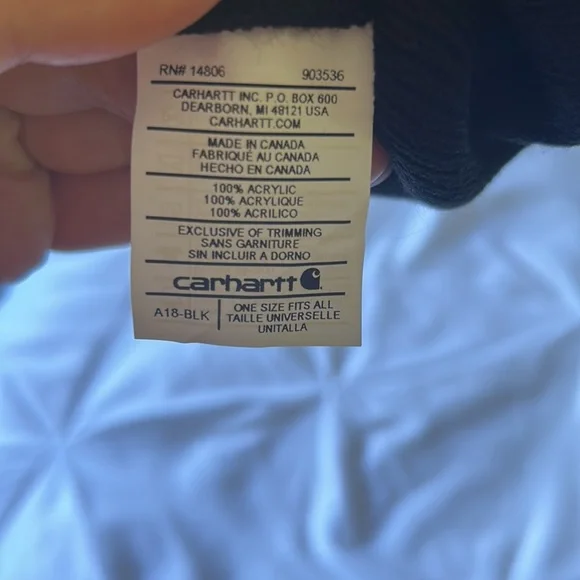 RN# 14806 903536
CARHARTT INC. P.O. BOX 600
DEARBORN, MI 48121 USA
CARHARTT.COM
MADE IN CANADA
FABRIQUÉ AU CANADA
HECHO EN CANADA
100% ACRYLIC
100% ACRYLIQUE
100% ACRILICO
EXCLUSIVE OF TRIMMING
SANS GARNITURE
SIN INCLUIR A DORNO
carhartt
A18-BLK
ONE SIZE FITS ALL
TAILLE UNIVERSELLE
UNITALLA